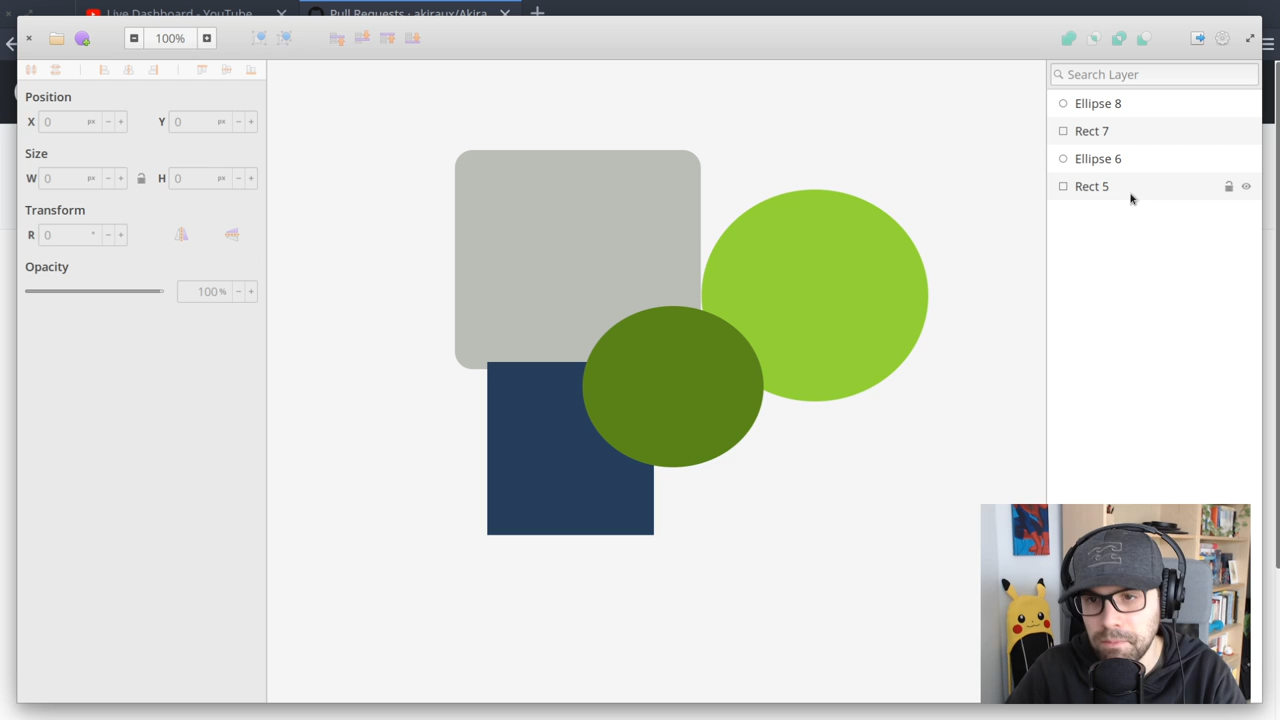 Live Dashboard - YouTube
Pull Requests · akiraux/Akira
100%
Position
X 0 px
Y 0 px
Size
W 0 px
H 0 px
Transform
R 0 °
Opacity
100 %
Search Layer
Ellipse 8
Rect 7
Ellipse 6
Rect 5